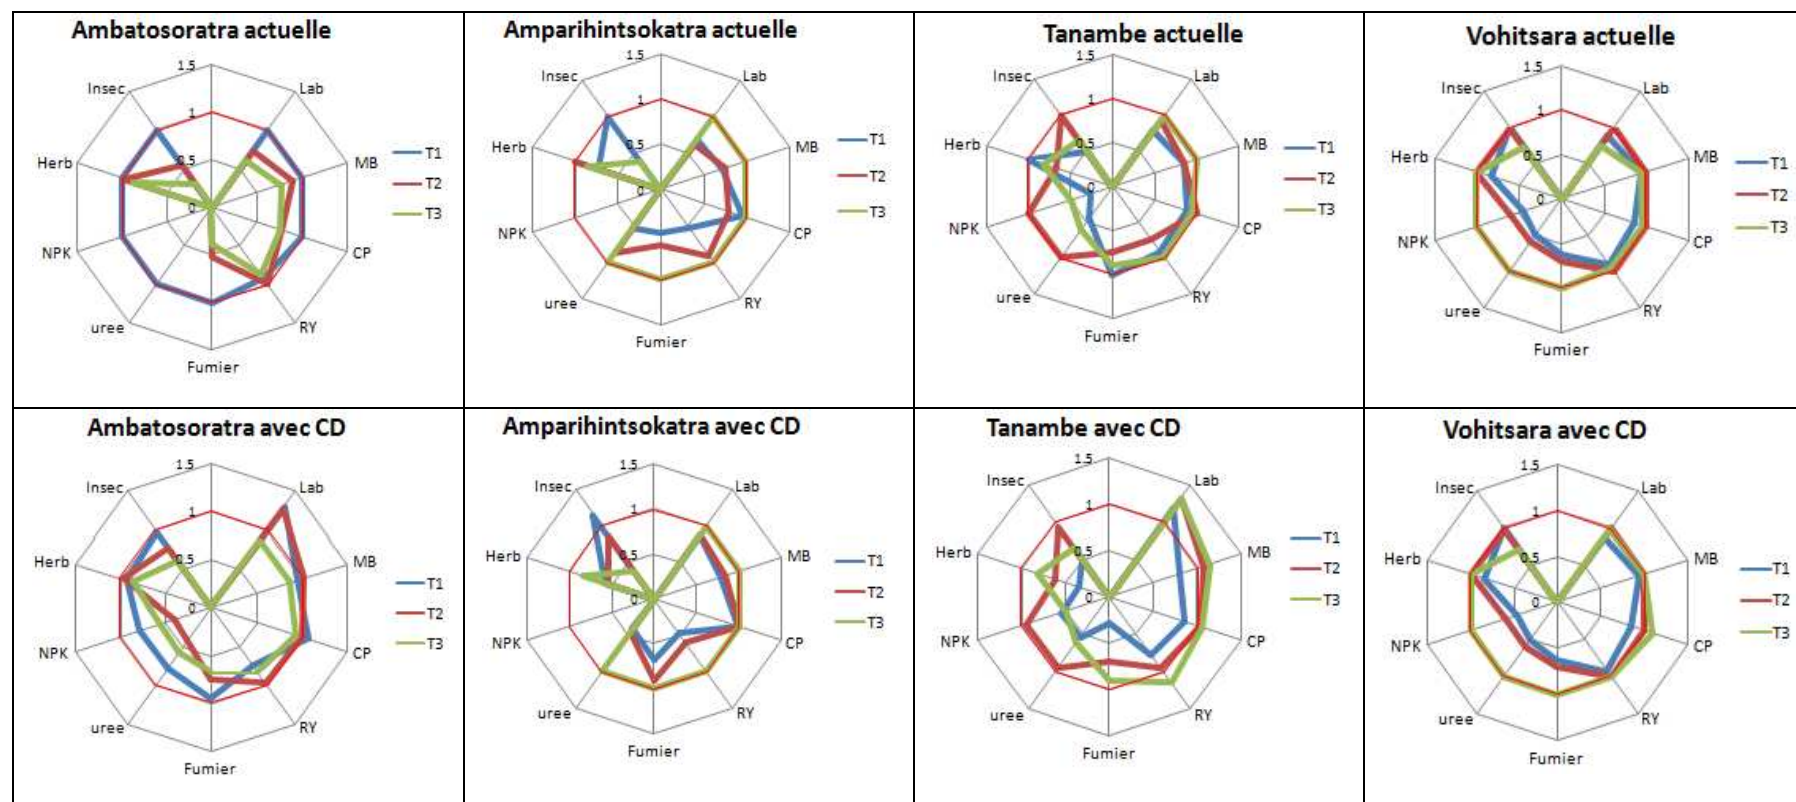 Ambatosoratra actuelle
1.5
Insec
Lab
1
Herb
0.5
MB
T1
T2
0
T3
NPK
CP
uree
RY
Fumier
Amparihintsokatra actuelle
1.5
Insec
Lab
1
Herb
0.5
MB
T1
T2
0
T3
NPK
CP
uree
RY
Fumier
Tanambe actuelle
1.5
Insec
Lab
1
Herb
0.5
MB
T1
T2
0
T3
NPK
CP
uree
RY
Fumier
Vohitsara actuelle
1.5
Insec
Lab
1
Herb
0.5
MB
T1
T2
0
T3
NPK
CP
uree
RY
Fumier
Ambatosoratra avec CD
1.5
Insec
Lab
1
Herb
0.5
MB
T1
0
T2
T3
NPK
CP
uree
RY
Fumier
Amparihintsokatra avec CD
1.5
Insec
Lab
1
Herb
0.5
MB
T1
T2
0
T3
NPK
CP
uree
RY
Fumier
Tanambe avec CD
1.5
Insec
Lab
1
Herb
0.5
MB
T1
T2
0
T3
NPK
CP
uree
RY
Fumier
Vohitsara avec CD
1.5
Insec
Lab
1
Herb
0.5
MB
T1
T2
0
T3
NPK
CP
uree
RY
Fumier